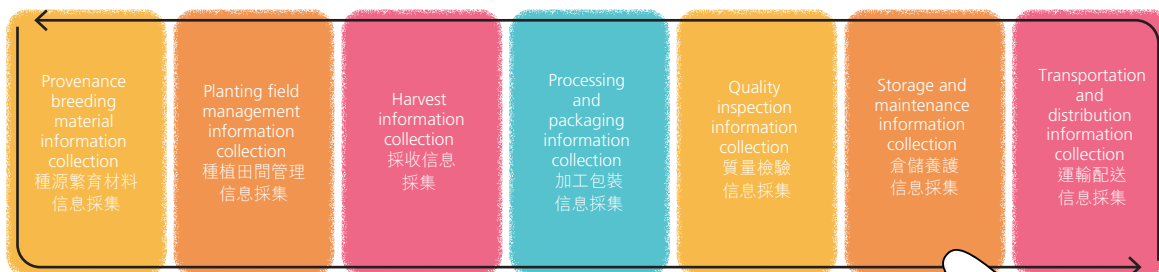 Provenance
breeding
material
information
collection
種源繁育材料
信息採集
Planting field
management
information
collection
種植田間管理
信息採集
Harvest
information
collection
採收信息
採集
Processing
and
packaging
information
collection
加工包裝
信息採集
Quality
inspection
information
collection
質量檢驗
信息採集
Storage and
maintenance
information
collection
倉儲養護
信息採集
Transportation
and
distribution
information
collection
運輸配送
信息採集